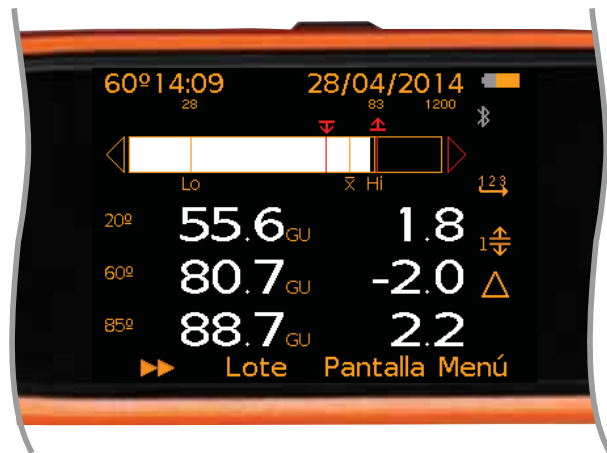 60º14:09 28/04/2014
28 83 1200
Lo x̅ Hi
123
20º 55.6GU 1.8
1
60º 80.7GU -2.0
85º 88.7GU 2.2
Lote Pantalla Menú